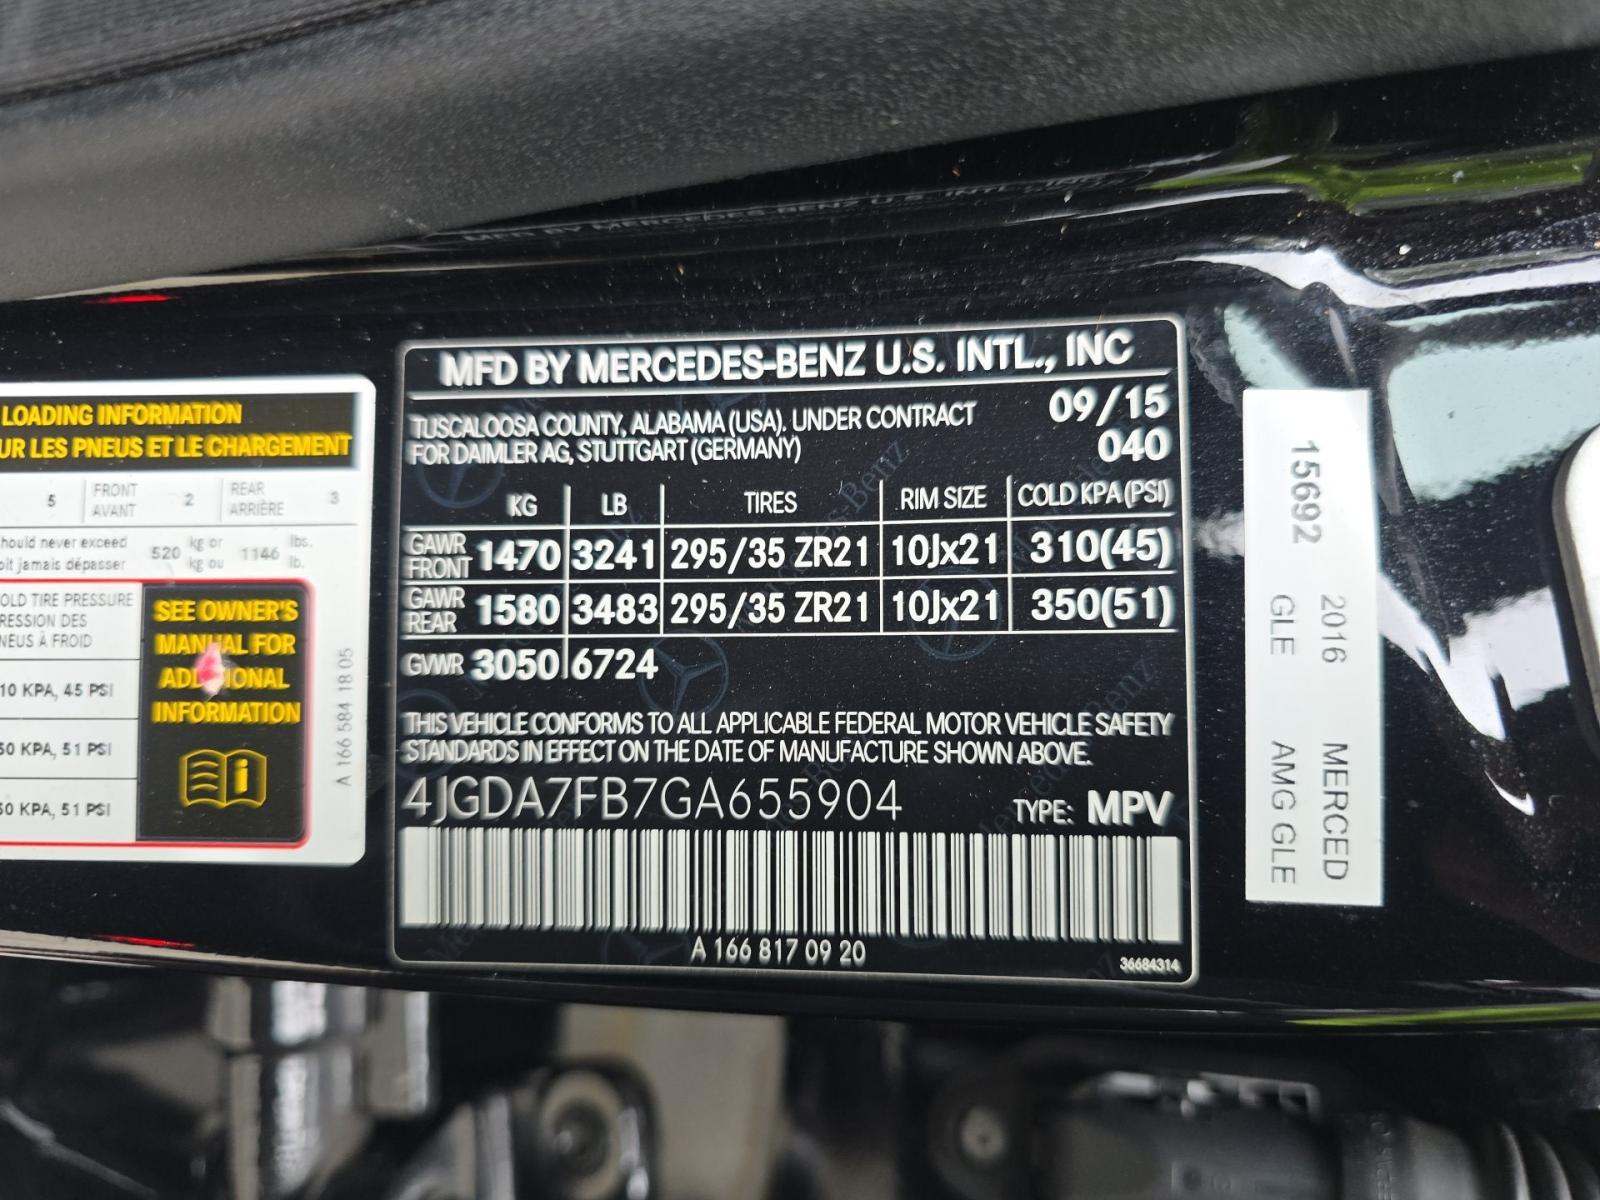 LOADING INFORMATION
UR LES PNEUS ET LE CHARGEMENT
5 FRONT AVANT 2 REAR ARRIÈRE 3
hould never exceed 520 kg or 1146 lbs.
oit jamais dépasser kg ou lb.
OLD TIRE PRESSURE
RESSION DES
NEUS À FROID
10 KPA, 45 PSI
50 KPA, 51 PSI
50 KPA, 51 PSI
SEE OWNER'S
MANUAL FOR
ADDITIONAL
INFORMATION
A 166 584 18 05
MFD BY MERCEDES-BENZ U.S. INTL., INC
TUSCALOOSA COUNTY, ALABAMA (USA). UNDER CONTRACT 09/15
FOR DAIMLER AG, STUTTGART (GERMANY) 040
KG LB TIRES RIM SIZE COLD KPA (PSI)
GAWR FRONT 1470 3241 295/35 ZR21 10Jx21 310(45)
GAWR REAR 1580 3483 295/35 ZR21 10Jx21 350(51)
GVWR 3050 6724
THIS VEHICLE CONFORMS TO ALL APPLICABLE FEDERAL MOTOR VEHICLE SAFETY
STANDARDS IN EFFECT ON THE DATE OF MANUFACTURE SHOWN ABOVE.
4JGDA7FB7GA655904 TYPE: MPV
A 166 817 09 20
36684314
15692
2016 MERCED
GLE AMG GLE